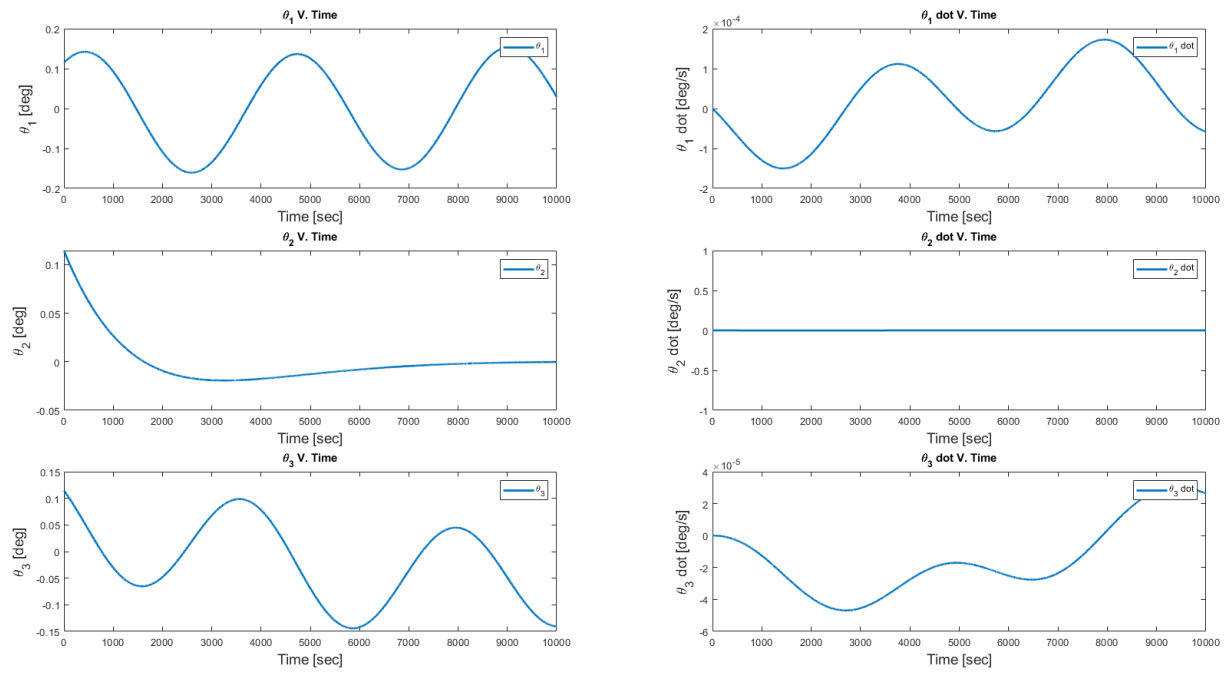 θ1 V. Time
0.2
0.1
0
-0.1
-0.2
θ1 [deg]
θ1
0 1000 2000 3000 4000 5000 6000 7000 8000 9000 10000
Time [sec]
θ1 dot V. Time
×10-4
2
1
0
-1
-2
θ1 dot [deg/s]
θ1 dot
0 1000 2000 3000 4000 5000 6000 7000 8000 9000 10000
Time [sec]
θ2 V. Time
0.1
0.05
0
-0.05
θ2 [deg]
θ2
0 1000 2000 3000 4000 5000 6000 7000 8000 9000 10000
Time [sec]
θ2 dot V. Time
1
0.5
0
-0.5
-1
θ2 dot [deg/s]
θ2 dot
0 1000 2000 3000 4000 5000 6000 7000 8000 9000 10000
Time [sec]
θ3 V. Time
0.15
0.1
0.05
0
-0.05
-0.1
-0.15
θ3 [deg]
θ3
0 1000 2000 3000 4000 5000 6000 7000 8000 9000 10000
Time [sec]
θ3 dot V. Time
×10-5
4
2
0
-2
-4
-6
θ3 dot [deg/s]
θ3 dot
0 1000 2000 3000 4000 5000 6000 7000 8000 9000 10000
Time [sec]